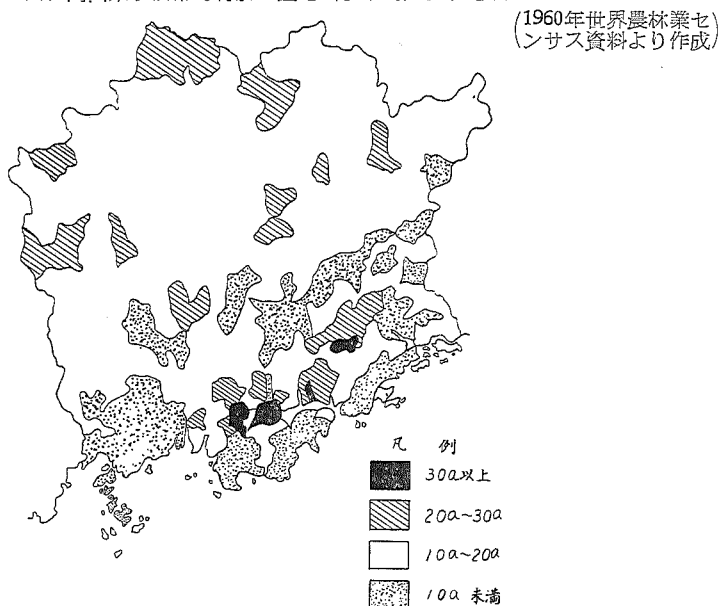 (1960年世界農林業セ
ンサス資料より作成)
凡例
30a以上
20a~30a
10a~20a
10a 未満